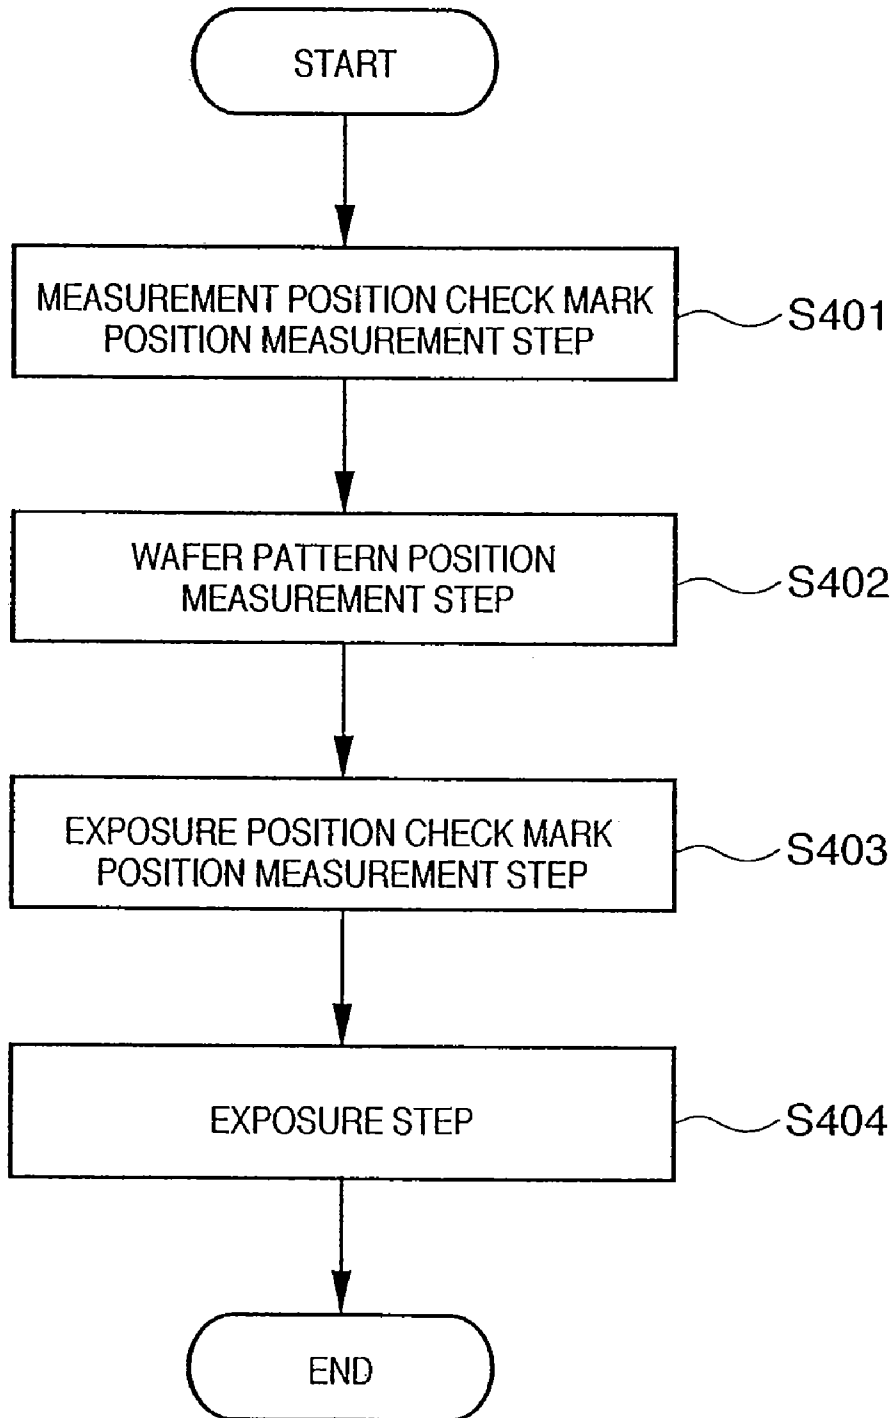 START
MEASUREMENT POSITION CHECK MARK
POSITION MEASUREMENT STEP
S401
WAFER PATTERN POSITION
MEASUREMENT STEP
S402
EXPOSURE POSITION CHECK MARK
POSITION MEASUREMENT STEP
S403
EXPOSURE STEP
S404
END